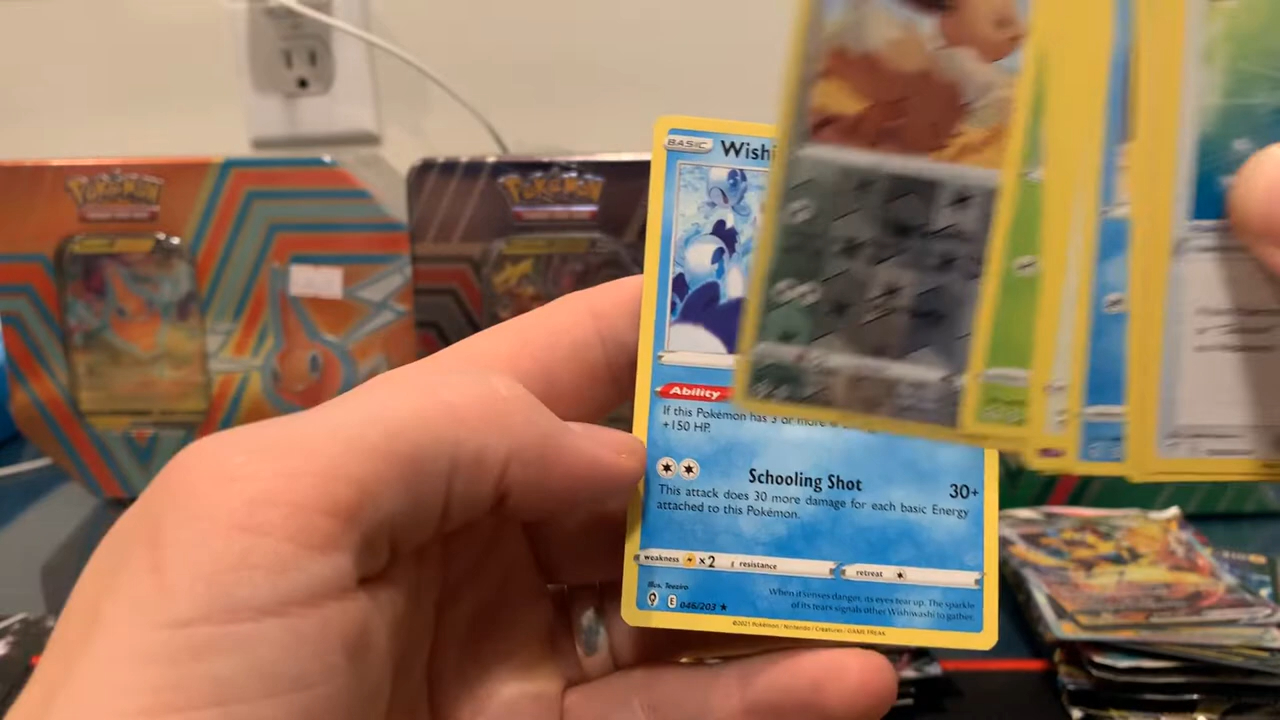 POKéMON
POKéMON
BASIC Wishi
Ability
If this Pokémon has 3 or more
+150 HP.
Schooling Shot 30+
This attack does 30 more damage for each basic Energy
attached to this Pokémon.
weakness x2 resistance retreat
Illus. Teeziro
E 046/203 ★
When it senses danger, its eyes tear up. The sparkle
of its tears signals other Wishiwashi to gather.
©2021 Pokémon / Nintendo / Creatures / GAME FREAK